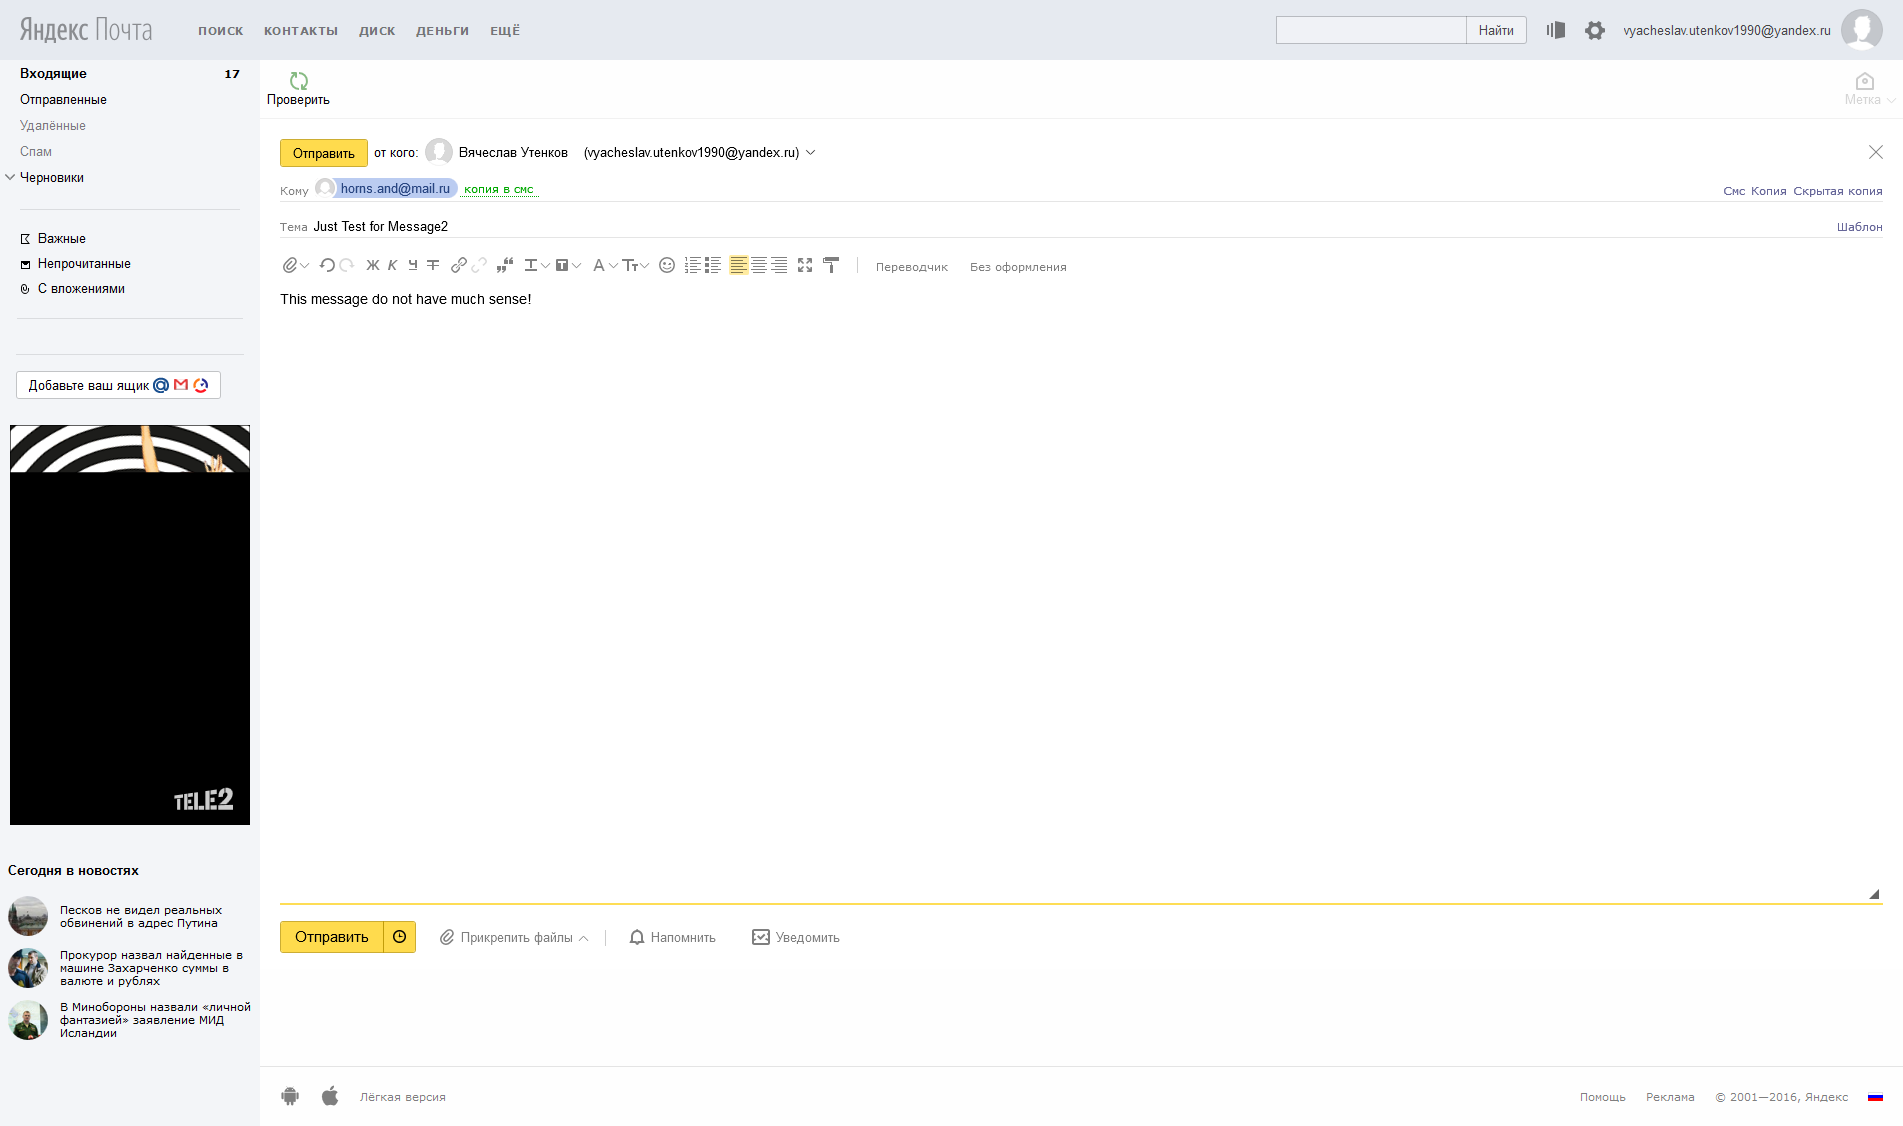 Яндекс Почта
ПОИСК КОНТАКТЫ ДИСК ДЕНЬГИ ЕЩЁ
Найти
vyacheslav.utenkov1990@yandex.ru
Входящие 17
Отправленные
Удалённые
Спам
Черновики
Важные
Непрочитанные
С вложениями
Добавьте ваш ящик
TELE2
Сегодня в новостях
Песков не видел реальных
обвинений в адрес Путина
Прокурор назвал найденные в
машине Захарченко суммы в
валюте и рублях
В Минобороны назвали «личной
фантазией» заявление МИД
Исландии
Проверить
Метка
Отправить от кого: Вячеслав Утенков (vyacheslav.utenkov1990@yandex.ru)
Кому horns.and@mail.ru копия в смс Смс Копия Скрытая копия
Тема Just Test for Message2 Шаблон
Ж К Ч Т Т Т А Тт Переводчик Без оформления
This message do not have much sense!
Отправить Прикрепить файлы Напомнить Уведомить
Лёгкая версия
Помощь Реклама © 2001—2016, Яндекс